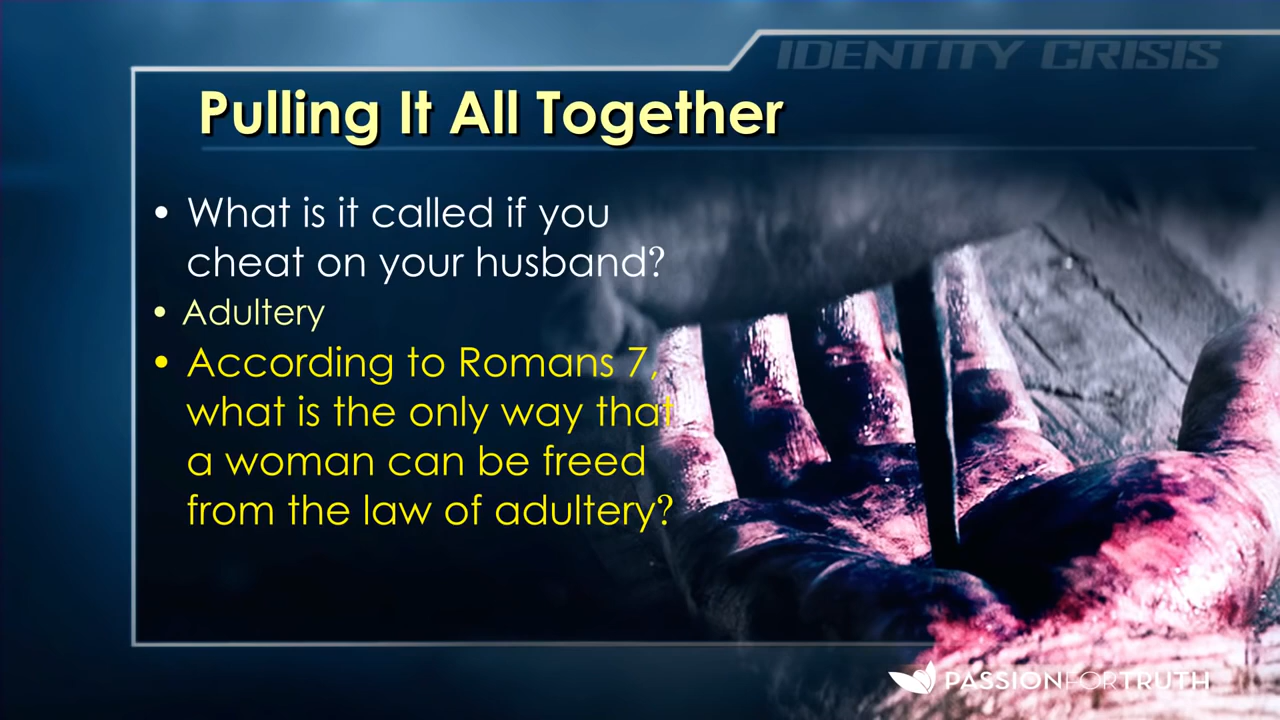 IDENTITY CRISIS
Pulling It All Together
• What is it called if you
cheat on your husband?
• Adultery
• According to Romans 7,
what is the only way that
a woman can be freed
from the law of adultery?
PASSIONFORTRUTH